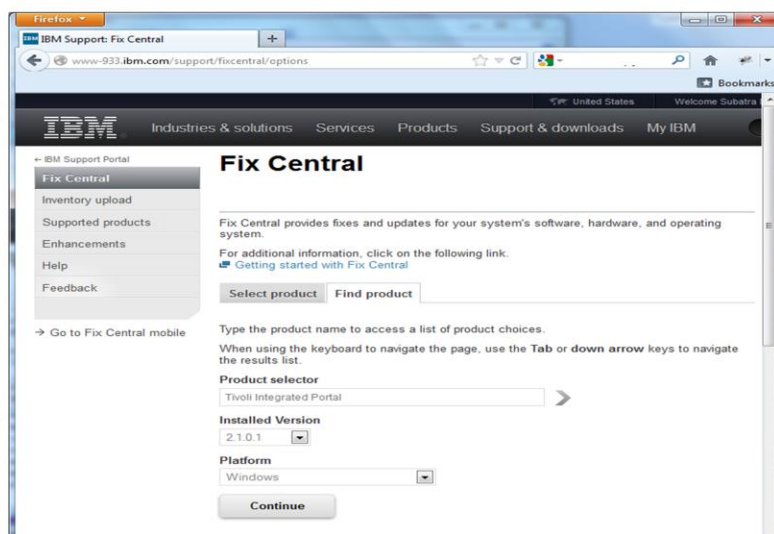 Firefox
IBM Support: Fix Central
www-933.ibm.com/support/fixcentral/options
Bookmarks
United States
Welcome Subatra
IBM
Industries & solutions
Services
Products
Support & downloads
My IBM
← IBM Support Portal
Fix Central
Inventory upload
Supported products
Enhancements
Help
Feedback
→ Go to Fix Central mobile
Fix Central
Fix Central provides fixes and updates for your system's software, hardware, and operating
system.
For additional information, click on the following link.
Getting started with Fix Central
Select product
Find product
Type the product name to access a list of product choices.
When using the keyboard to navigate the page, use the Tab or down arrow keys to navigate
the results list.
Product selector
Tivoli Integrated Portal
Installed Version
2.1.0.1
Platform
Windows
Continue